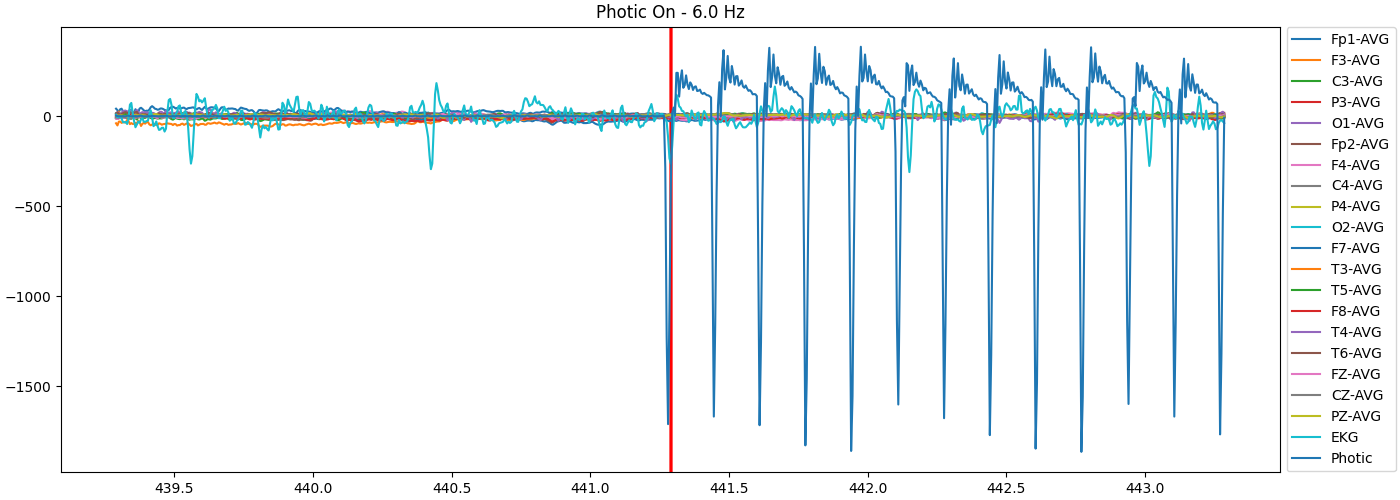 Photic On - 6.0 Hz
0
−500
−1000
−1500
439.5 440.0 440.5 441.0 441.5 442.0 442.5 443.0
Fp1-AVG
F3-AVG
C3-AVG
P3-AVG
O1-AVG
Fp2-AVG
F4-AVG
C4-AVG
P4-AVG
O2-AVG
F7-AVG
T3-AVG
T5-AVG
F8-AVG
T4-AVG
T6-AVG
FZ-AVG
CZ-AVG
PZ-AVG
EKG
Photic